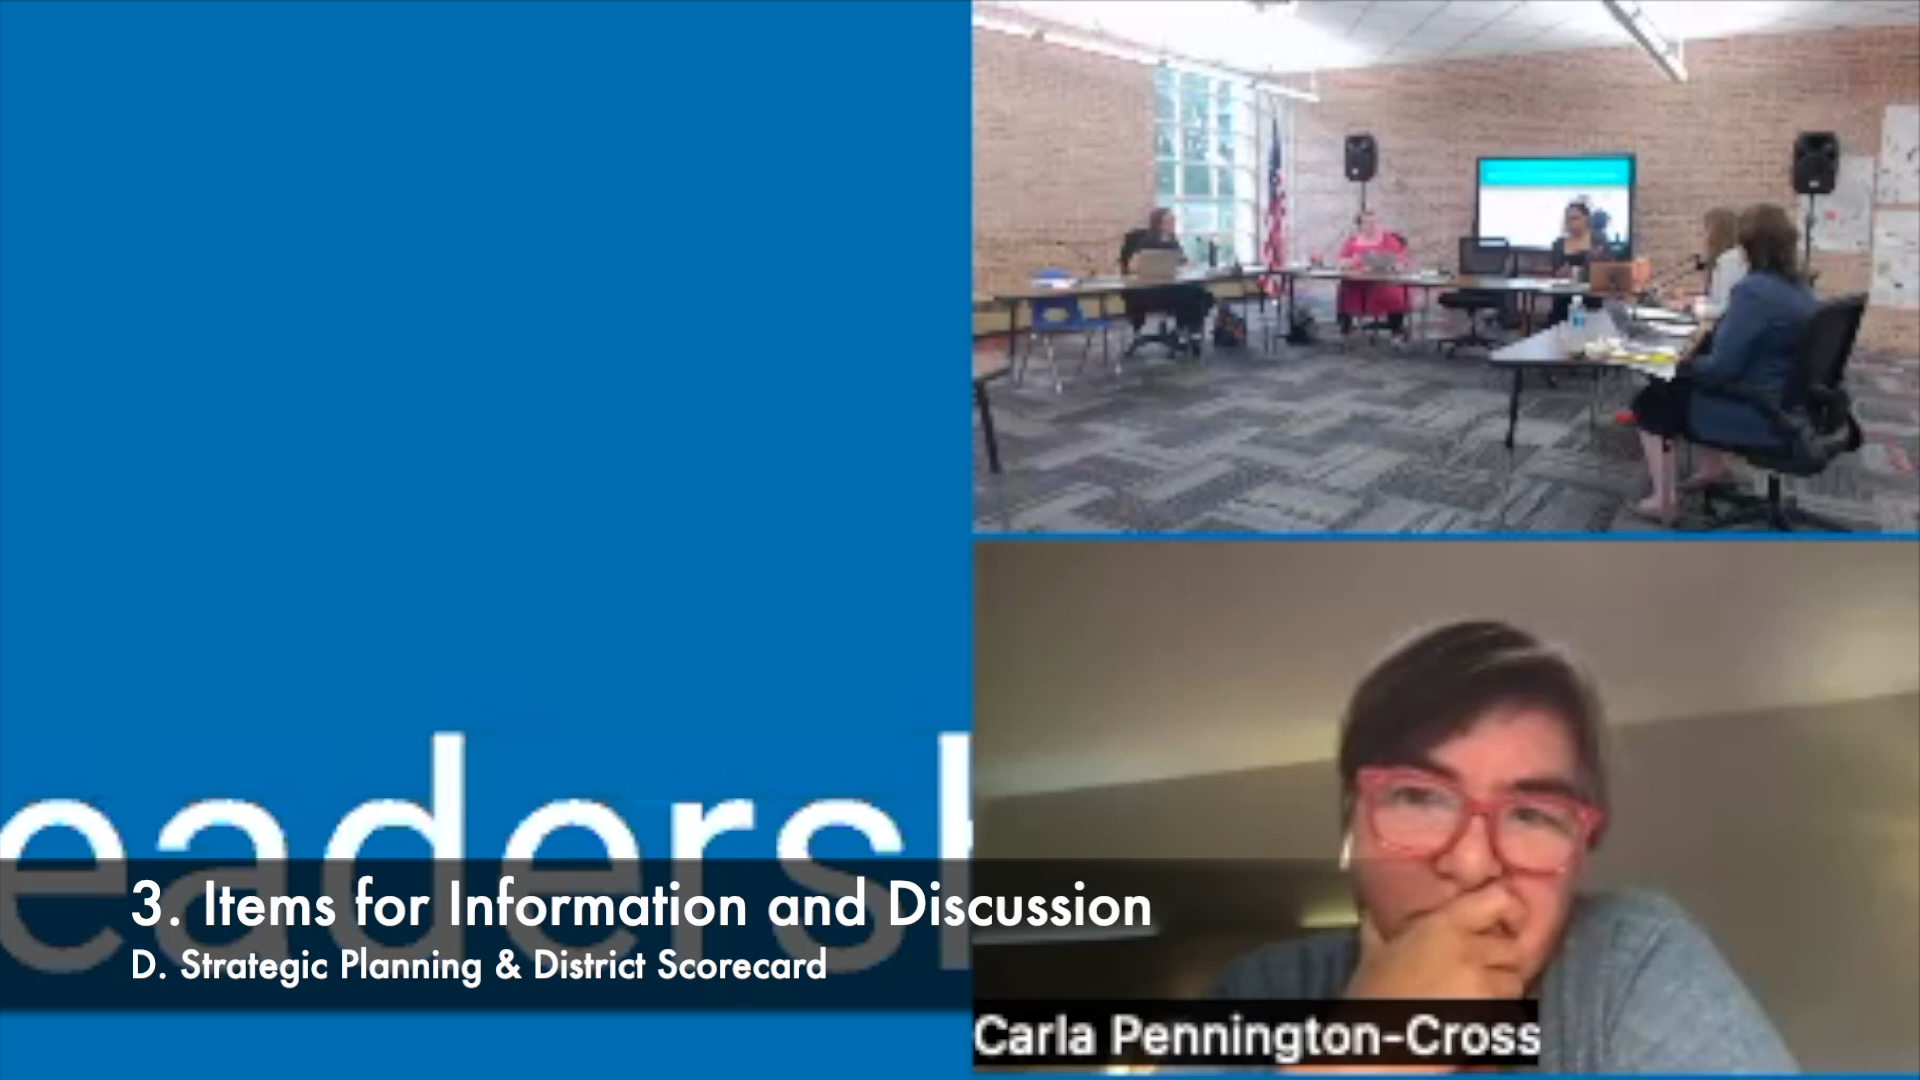 eadersh
3. Items for Information and Discussion
D. Strategic Planning & District Scorecard
Carla Pennington-Cross